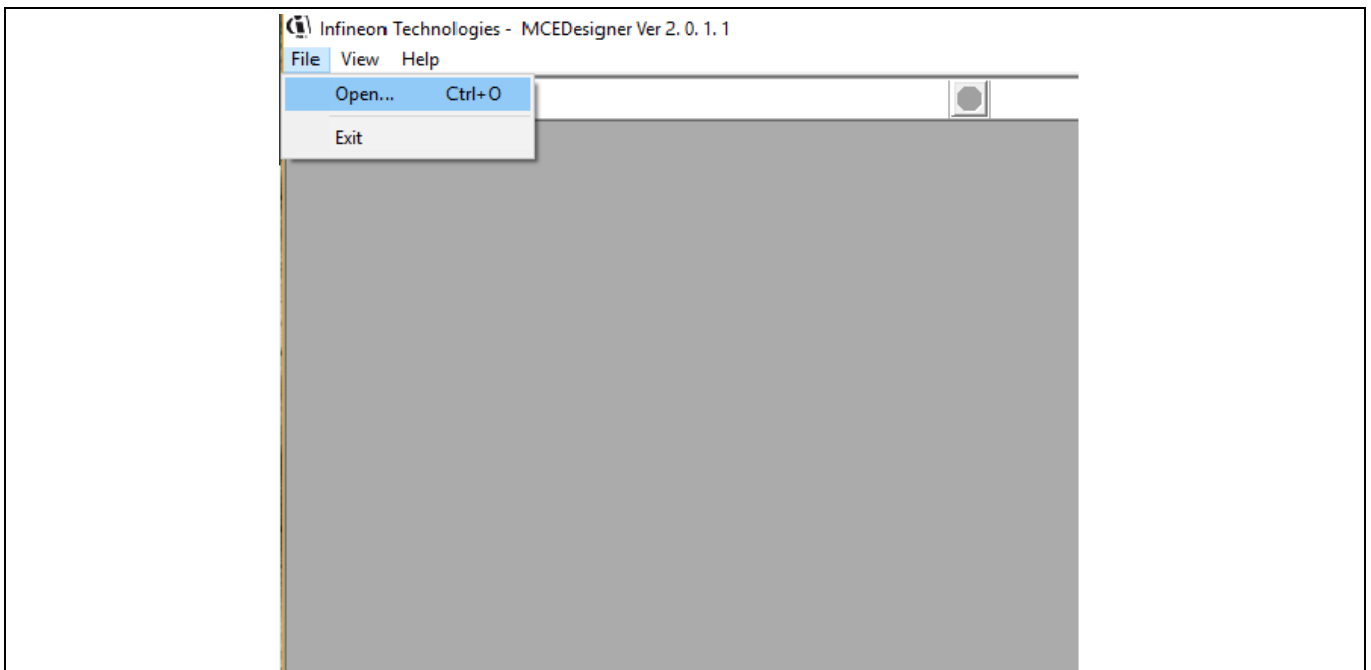 Infineon Technologies - MCEDesigner Ver 2. 0. 1. 1
File View Help
Open... Ctrl+O
Exit